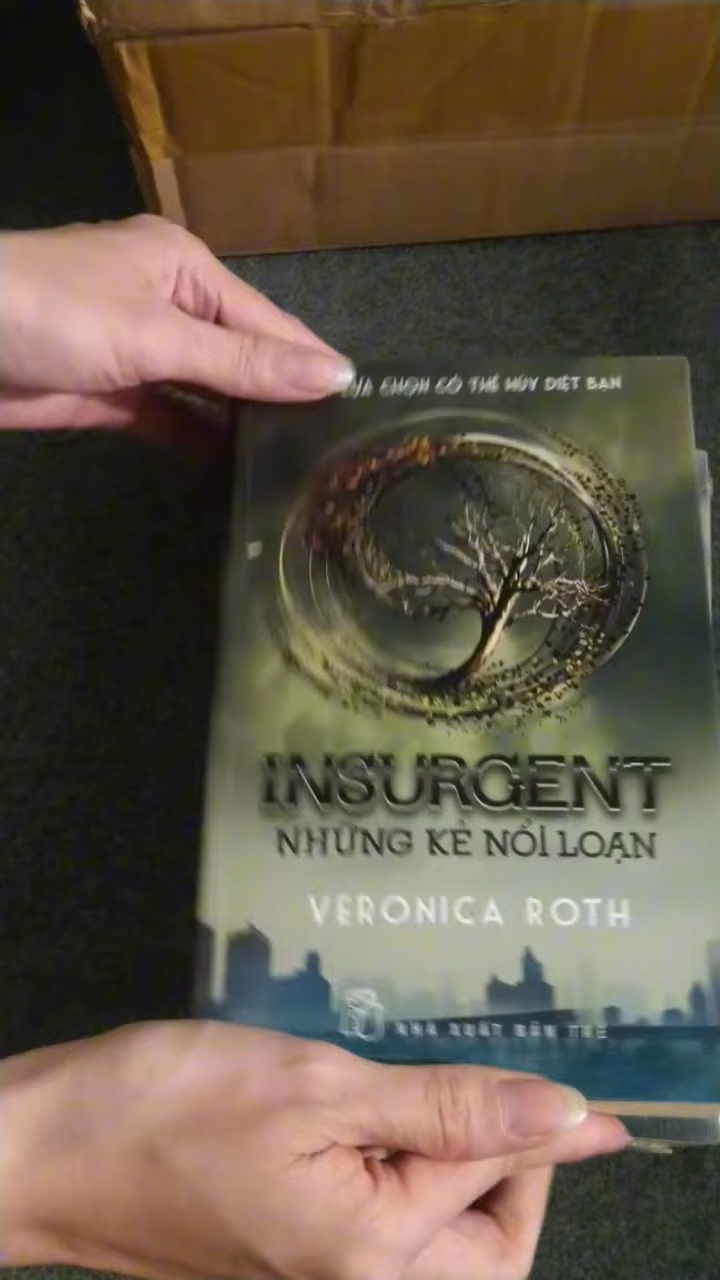 CHỌN CÓ THỂ HỦY DIỆT BẠN
INSURGENT
NHỮNG KẺ NỔI LOẠN
VERONICA ROTH
NHÀ XUẤT BẢN TRẺ